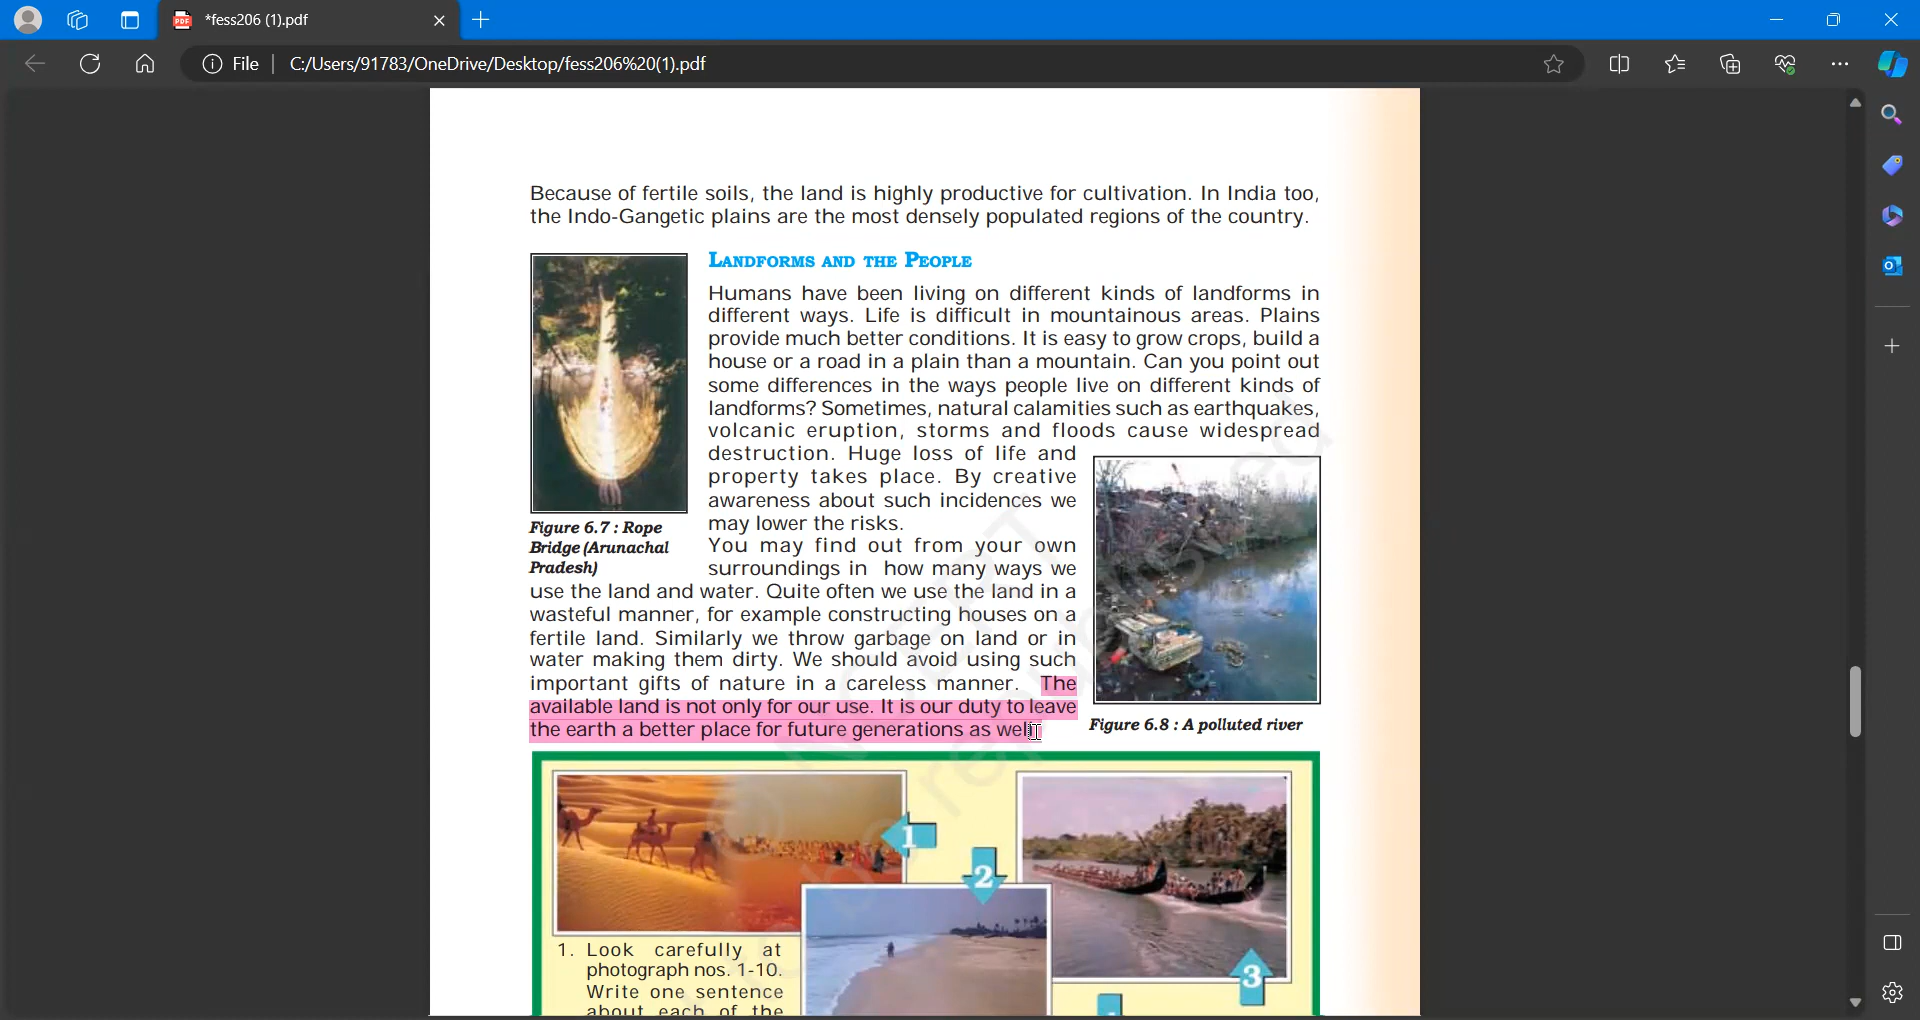 *fess206 (1).pdf
File
C:/Users/91783/OneDrive/Desktop/fess206%20(1).pdf
Because of fertile soils, the land is highly productive for cultivation. In India too,
the Indo-Gangetic plains are the most densely populated regions of the country.
LANDFORMS AND THE PEOPLE
Humans have been living on different kinds of landforms in
different ways. Life is difficult in mountainous areas. Plains
provide much better conditions. It is easy to grow crops, build a
house or a road in a plain than a mountain. Can you point out
some differences in the ways people live on different kinds of
landforms? Sometimes, natural calamities such as earthquakes,
volcanic eruption, storms and floods cause widespread
destruction. Huge loss of life and
property takes place. By creative
awareness about such incidences we
may lower the risks.
Figure 6.7 : Rope
Bridge (Arunachal
Pradesh)
You may find out from your own
surroundings in how many ways we
use the land and water. Quite often we use the land in a
wasteful manner, for example constructing houses on a
fertile land. Similarly we throw garbage on land or in
water making them dirty. We should avoid using such
important gifts of nature in a careless manner. The
available land is not only for our use. It is our duty to leave
the earth a better place for future generations as well.
Figure 6.8 : A polluted river
1
2
3
1. Look carefully at
photograph nos. 1-10.
Write one sentence
about each of the